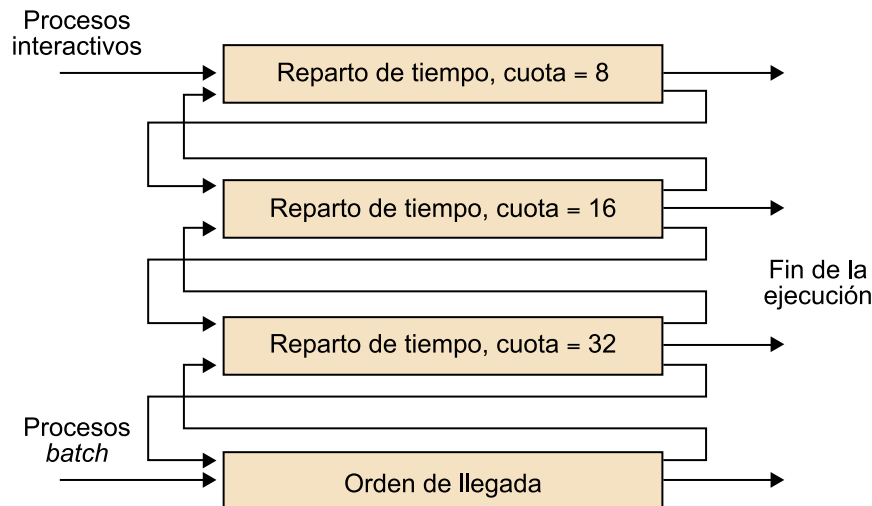 Procesos
interactivos
Reparto de tiempo, cuota = 8
Reparto de tiempo, cuota = 16
Fin de la
ejecución
Reparto de tiempo, cuota = 32
Procesos
batch
Orden de llegada